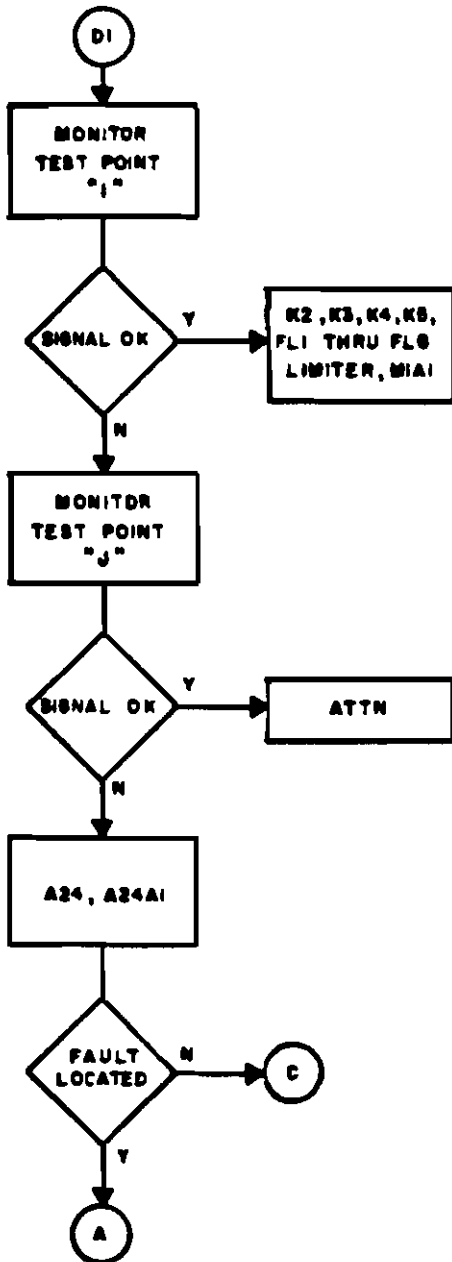 D1
MONITOR
TEST POINT
"I"
SIGNAL OK
Y
K2, K3, K4, K5,
FL1 THRU FL6
LIMITER, M1A1
N
MONITOR
TEST POINT
"J"
SIGNAL OK
Y
ATTN
N
A24, A24A1
FAULT
LOCATED
N
C
Y
A